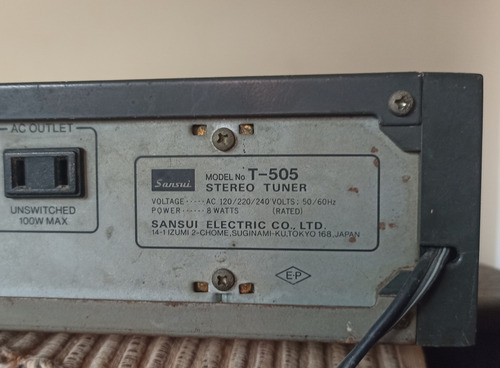 AC OUTLET
UNSWITCHED
100W MAX.
Sansui
MODEL No T-505
STEREO TUNER
VOLTAGE ····· AC 120/220/240 VOLTS: 50/60Hz
POWER ······ 8 WATTS (RATED)
SANSUI ELECTRIC CO., LTD.
14-1 IZUMI 2-CHOME, SUGINAMI-KU, TOKYO 168, JAPAN
E·P